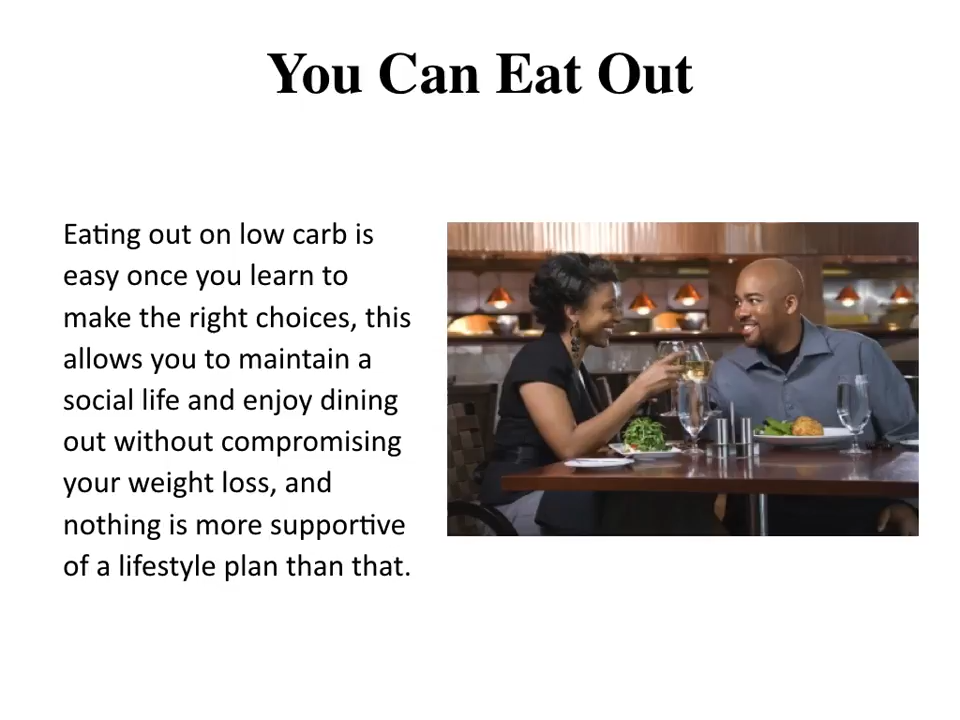 You Can Eat Out
Eating out on low carb is
easy once you learn to
make the right choices, this
allows you to maintain a
social life and enjoy dining
out without compromising
your weight loss, and
nothing is more supportive
of a lifestyle plan than that.